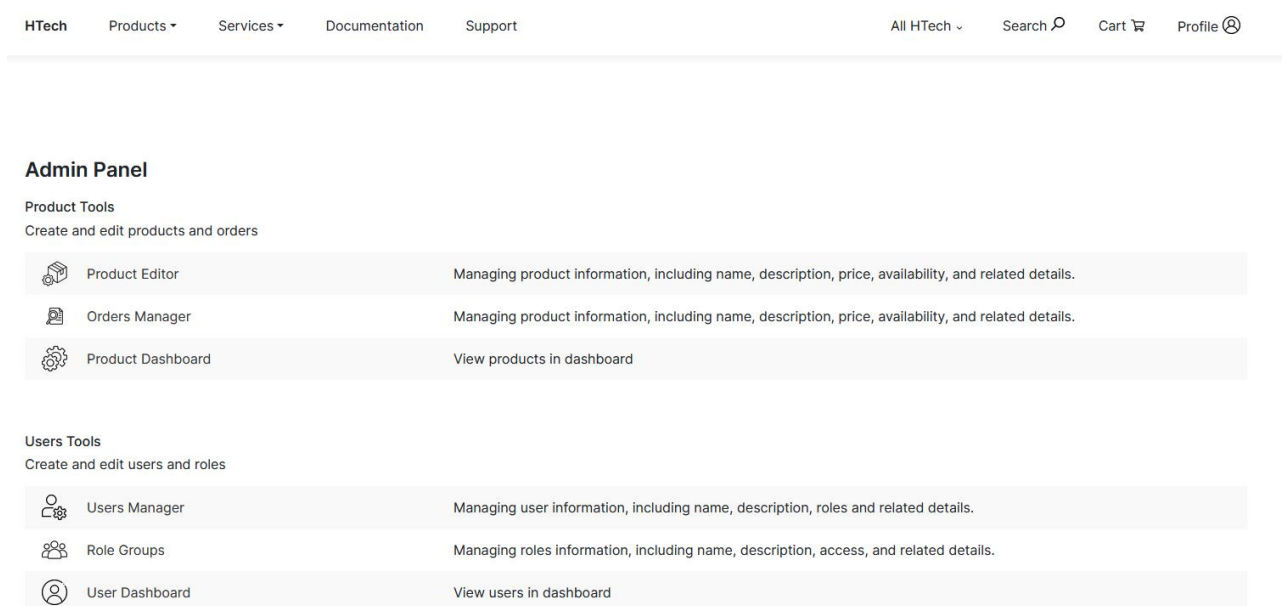 HTech Products Services Documentation Support All HTech Search Cart Profile
Admin Panel
Product Tools
Create and edit products and orders
Product Editor Managing product information, including name, description, price, availability, and related details.
Orders Manager Managing product information, including name, description, price, availability, and related details.
Product Dashboard View products in dashboard
Users Tools
Create and edit users and roles
Users Manager Managing user information, including name, description, roles and related details.
Role Groups Managing roles information, including name, description, access, and related details.
User Dashboard View users in dashboard